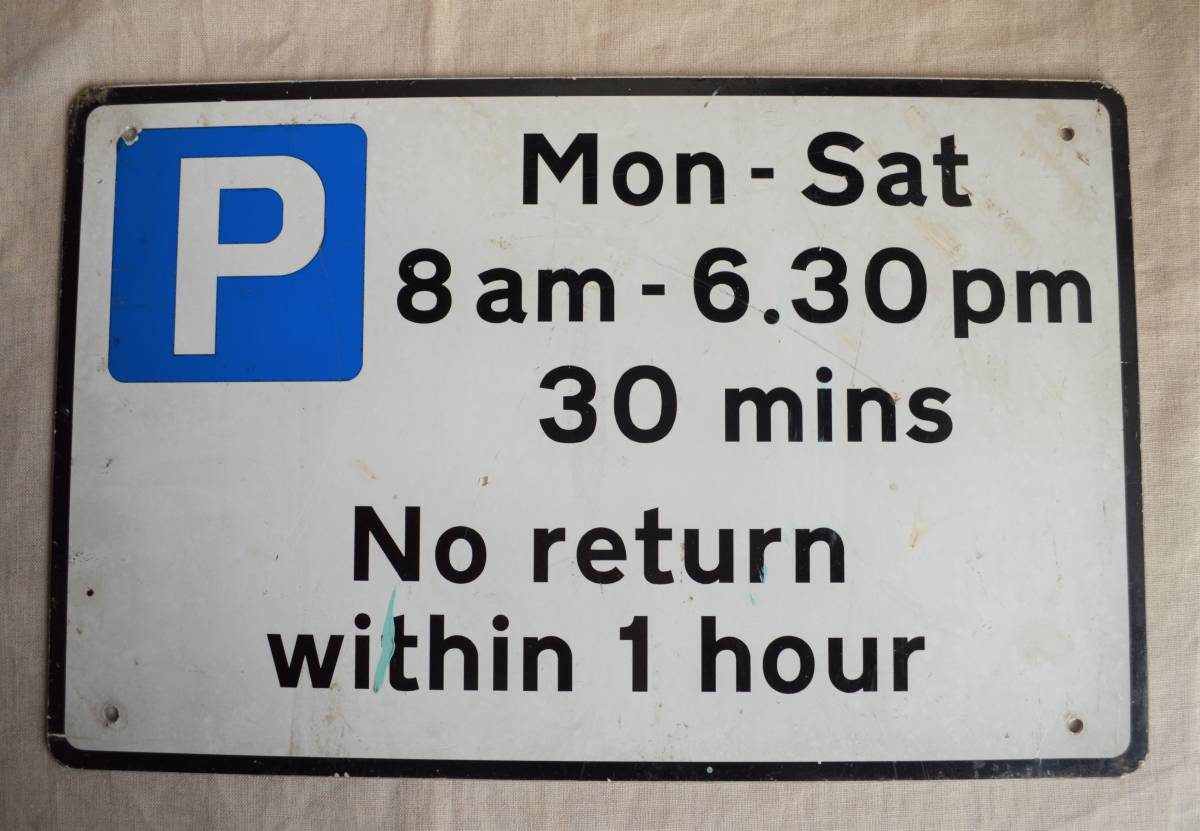 P
Mon - Sat
8 am - 6.30 pm
30 mins
No return
within 1 hour